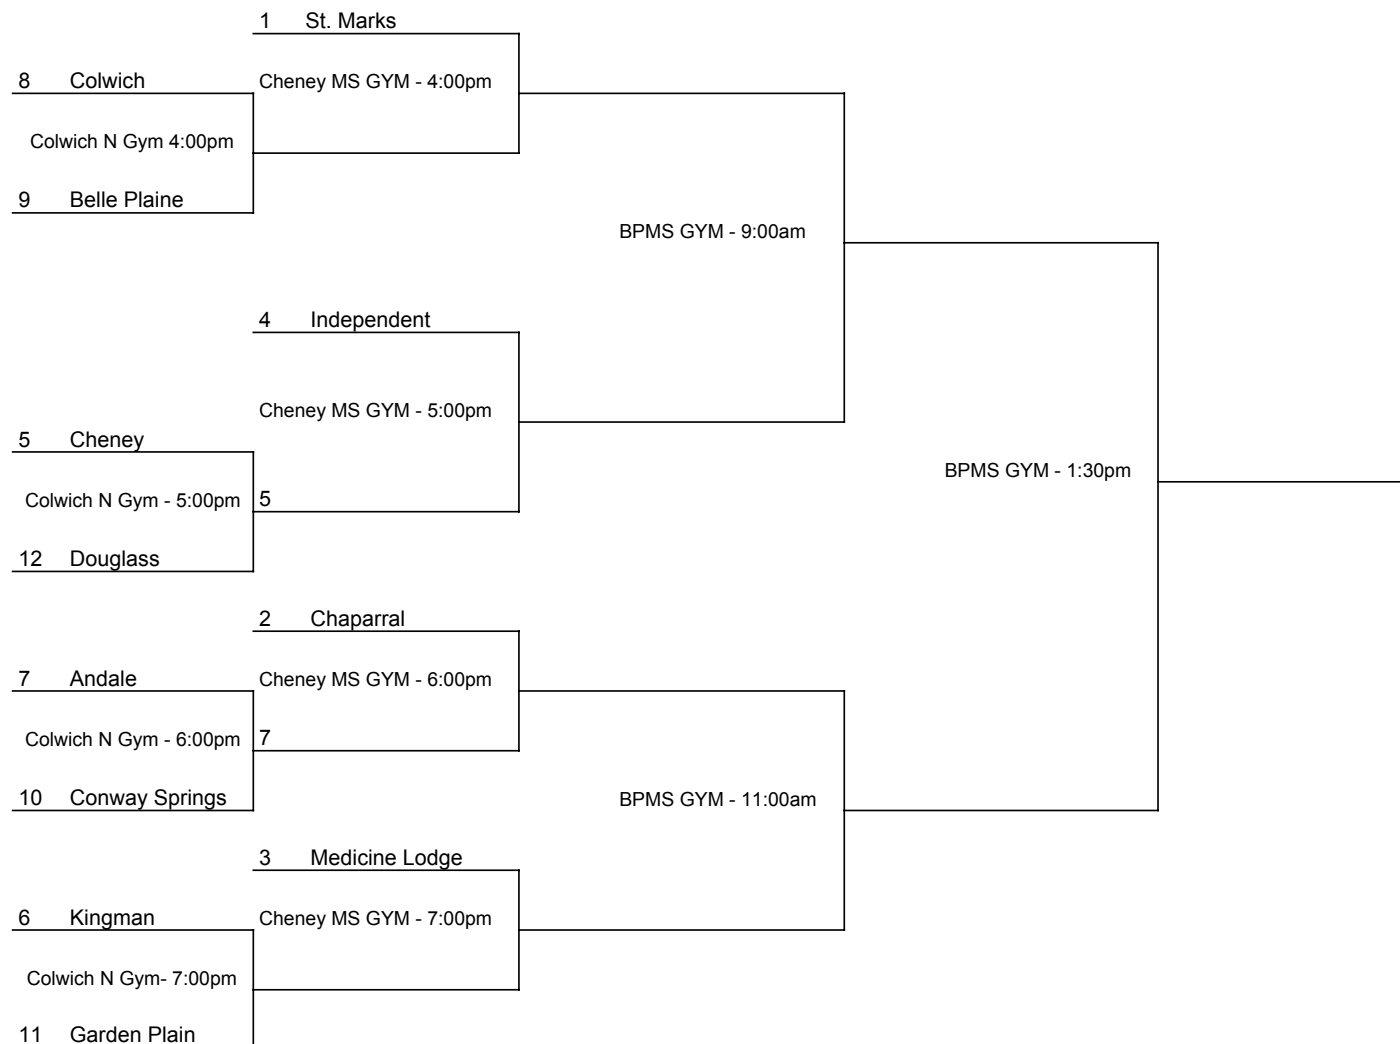 1 St. Marks
8 Colwich
Cheney MS GYM - 4:00pm
Colwich N Gym 4:00pm
9 Belle Plaine
BPMS GYM - 9:00am
4 Independent
Cheney MS GYM - 5:00pm
5 Cheney
BPMS GYM - 1:30pm
Colwich N Gym - 5:00pm
5
12 Douglass
2 Chaparral
7 Andale
Cheney MS GYM - 6:00pm
Colwich N Gym - 6:00pm
7
10 Conway Springs
BPMS GYM - 11:00am
3 Medicine Lodge
6 Kingman
Cheney MS GYM - 7:00pm
Colwich N Gym- 7:00pm
11 Garden Plain